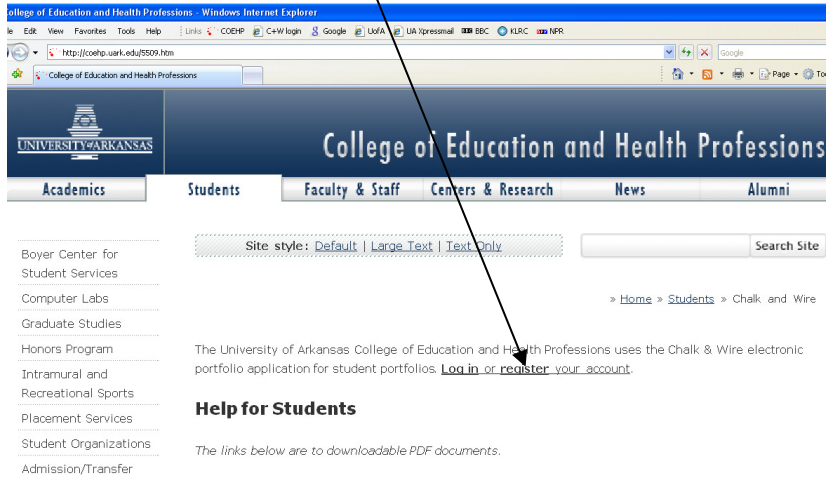 College of Education and Health Professions - Windows Internet Explorer
Edit View Favorites Tools Help Links COEHP C+W login Google UofA UA Xpressmail BBC KLRC NPR
http://coehp.uark.edu/5509.htm Google
College of Education and Health Professions Page
UNIVERSITY OF ARKANSAS
College of Education and Health Professions
Academics Students Faculty & Staff Centers & Research News Alumni
Site style: Default | Large Text | Text Only Search Site
Boyer Center for
Student Services
Computer Labs
Graduate Studies
Honors Program
Intramural and
Recreational Sports
Placement Services
Student Organizations
Admission/Transfer
» Home » Students » Chalk and Wire
The University of Arkansas College of Education and Health Professions uses the Chalk & Wire electronic
portfolio application for student portfolios. Log in or register your account.
Help for Students
The links below are to downloadable PDF documents.